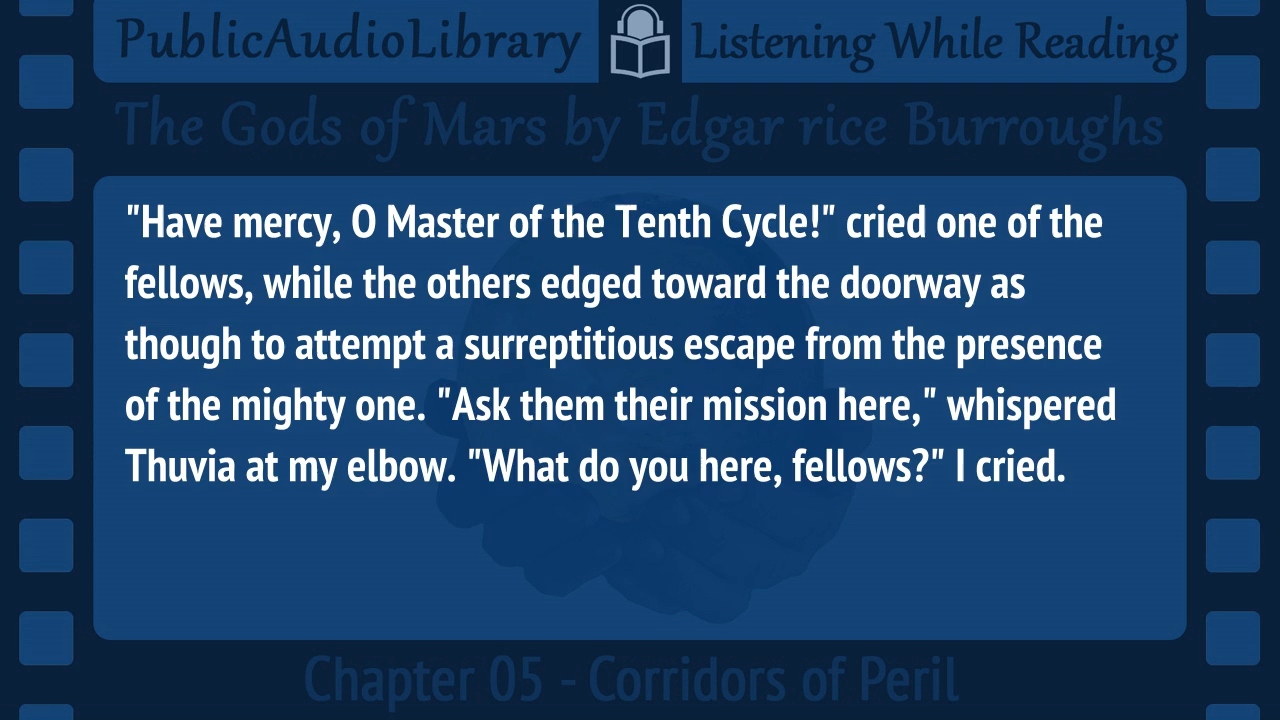 PublicAudioLibrary Listening While Reading
The Gods of Mars by Edgar rice Burroughs
"Have mercy, O Master of the Tenth Cycle!" cried one of the
fellows, while the others edged toward the doorway as
though to attempt a surreptitious escape from the presence
of the mighty one. "Ask them their mission here," whispered
Thuvia at my elbow. "What do you here, fellows?" I cried.
Chapter 05 - Corridors of Peril